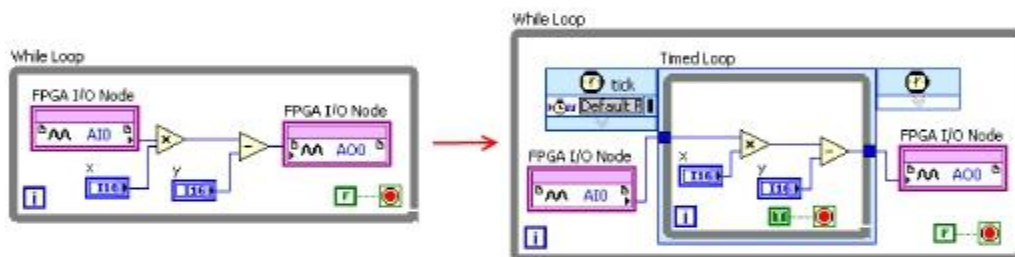 While Loop
FPGA I/O Node
AI0
x
I16
y
I16
FPGA I/O Node
AO0
i
F
While Loop
Timed Loop
tick
Default R
FPGA I/O Node
AI0
x
I16
y
I16
i
FPGA I/O Node
AO0
i
F